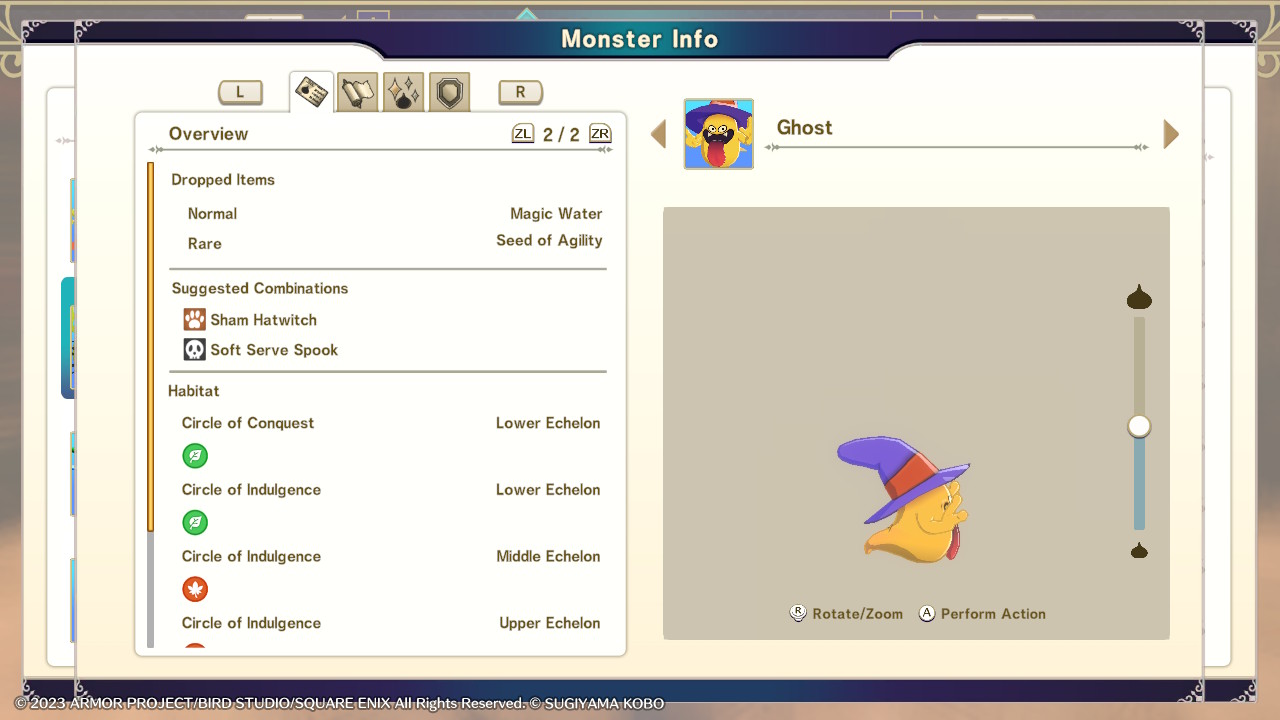 Monster Info
L
R
Overview
ZL 2 / 2 ZR
Dropped Items
Normal Magic Water
Rare Seed of Agility
Suggested Combinations
Sham Hatwitch
Soft Serve Spook
Habitat
Circle of Conquest Lower Echelon
Circle of Indulgence Lower Echelon
Circle of Indulgence Middle Echelon
Circle of Indulgence Upper Echelon
Ghost
R Rotate/Zoom A Perform Action
© 2023 ARMOR PROJECT/BIRD STUDIO/SQUARE ENIX All Rights Reserved. © SUGIYAMA KOBO